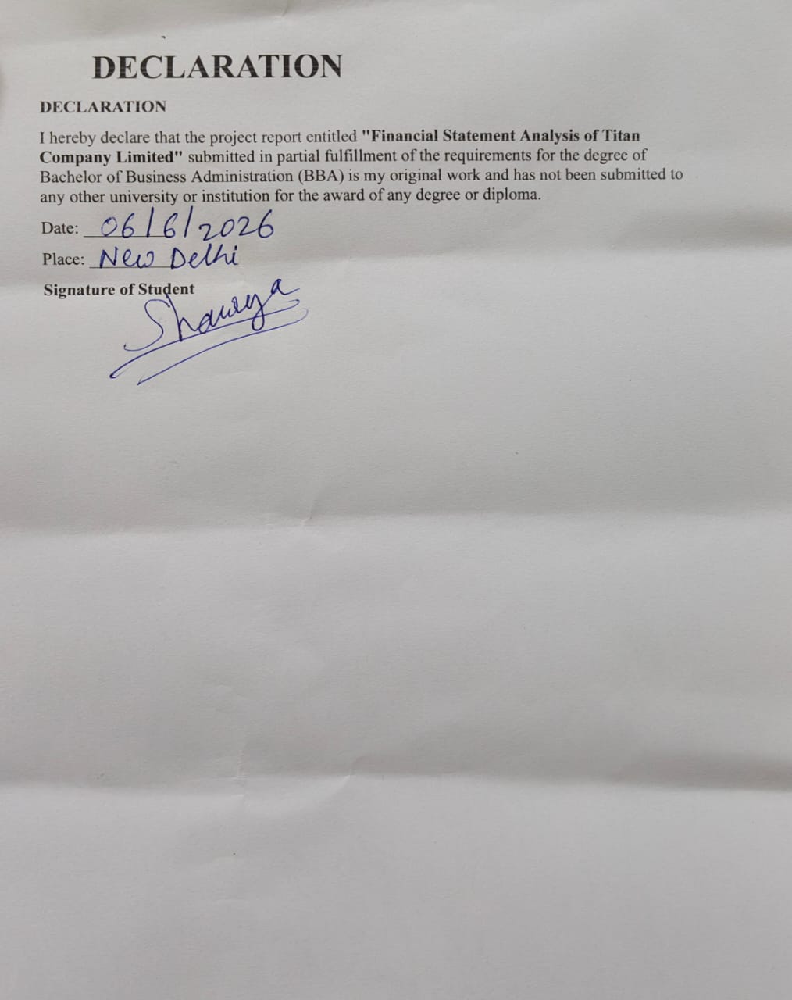 DECLARATION
DECLARATION
I hereby declare that the project report entitled "Financial Statement Analysis of Titan
Company Limited" submitted in partial fulfillment of the requirements for the degree of
Bachelor of Business Administration (BBA) is my original work and has not been submitted to
any other university or institution for the award of any degree or diploma.
Date: 06/6/2026
Place: New Delhi
Signature of Student
Shaurya